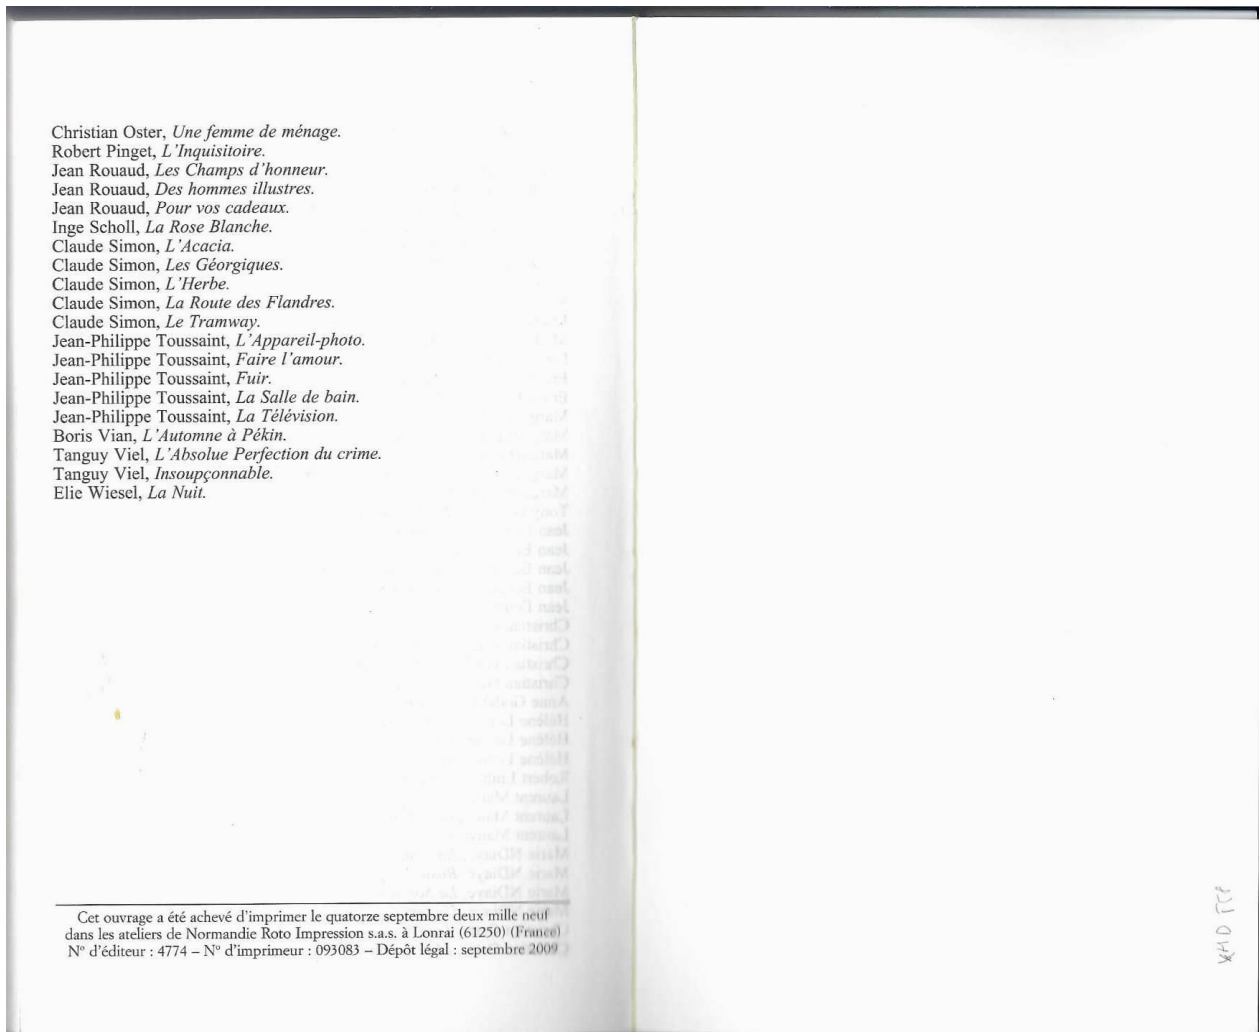 Christian Oster, Une femme de ménage.
Robert Pinget, L'Inquisitoire.
Jean Rouaud, Les Champs d'honneur.
Jean Rouaud, Des hommes illustres.
Jean Rouaud, Pour vos cadeaux.
Inge Scholl, La Rose Blanche.
Claude Simon, L'Acacia.
Claude Simon, Les Géorgiques.
Claude Simon, L'Herbe.
Claude Simon, La Route des Flandres.
Claude Simon, Le Tramway.
Jean-Philippe Toussaint, L'Appareil-photo.
Jean-Philippe Toussaint, Faire l'amour.
Jean-Philippe Toussaint, Fuir.
Jean-Philippe Toussaint, La Salle de bain.
Jean-Philippe Toussaint, La Télévision.
Boris Vian, L'Automne à Pékin.
Tanguy Viel, L'Absolue Perfection du crime.
Tanguy Viel, Insoupçonnable.
Elie Wiesel, La Nuit.
Cet ouvrage a été achevé d'imprimer le quatorze septembre deux mille neuf
dans les ateliers de Normandie Roto Impression s.a.s. à Lonrai (61250) (France)
N° d'éditeur : 4774 – N° d'imprimeur : 093083 – Dépôt légal : septembre 2009